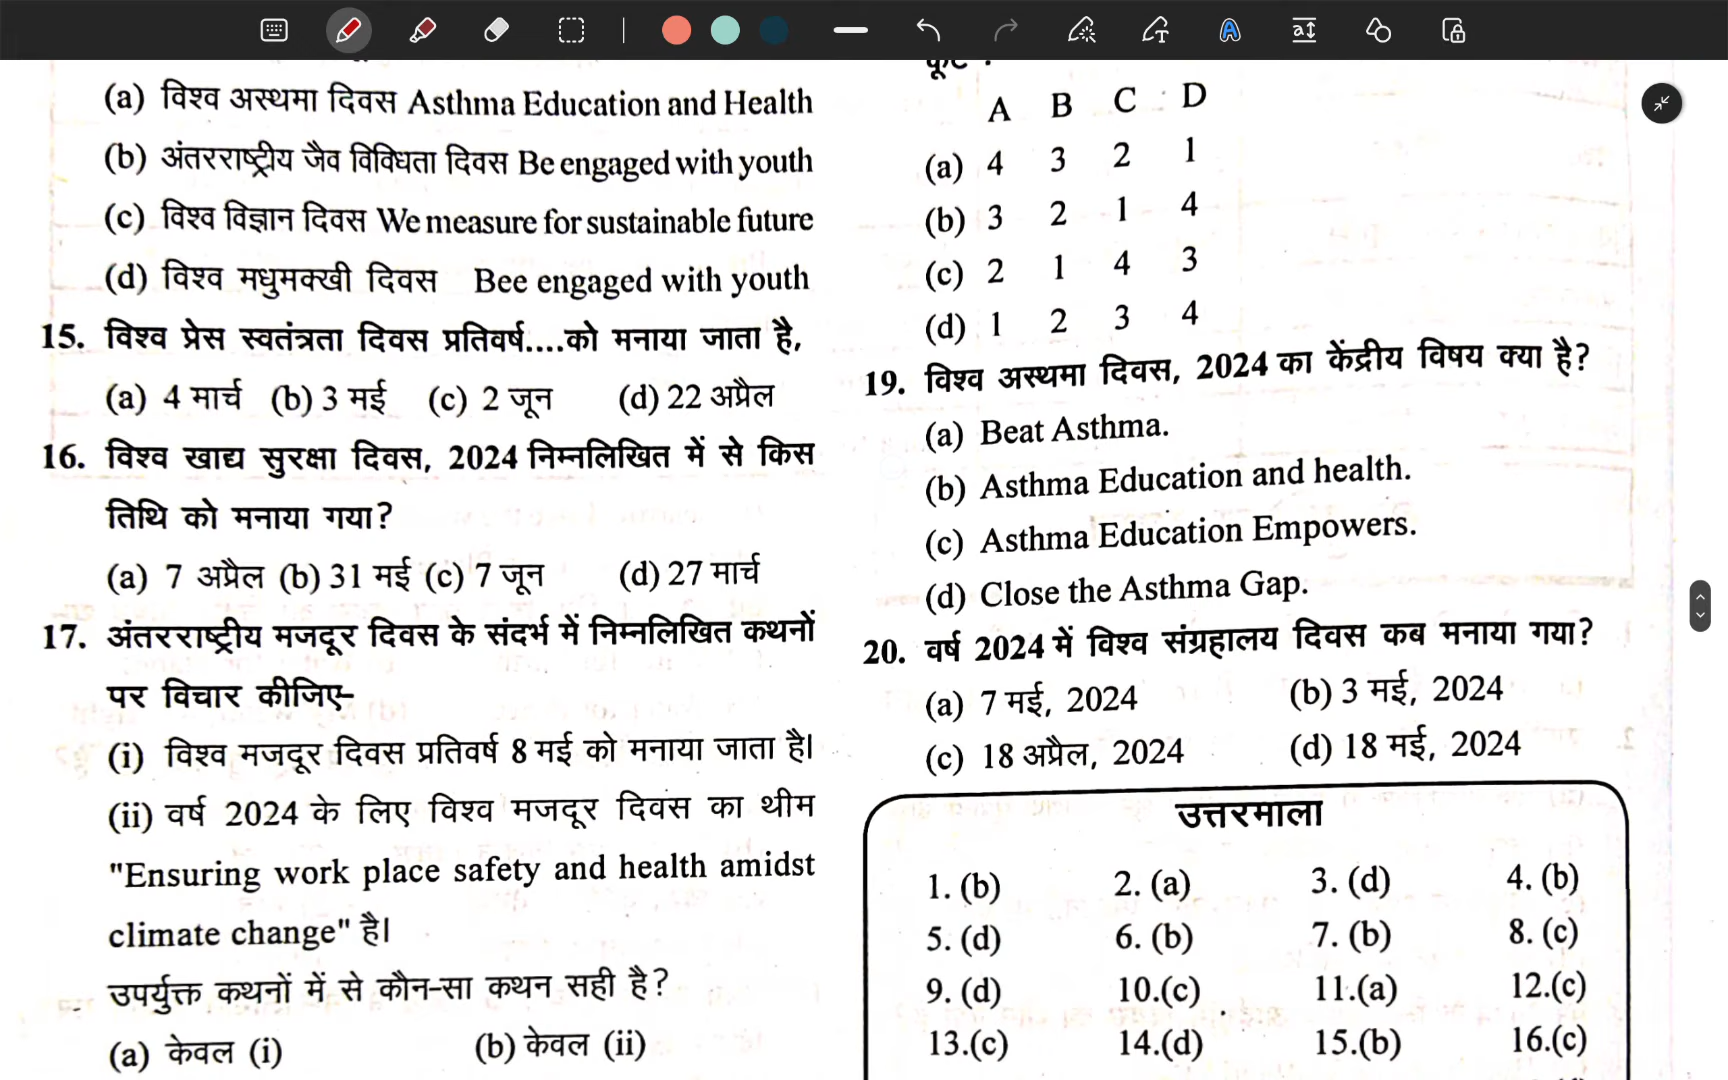 (a) विश्व अस्थमा दिवस Asthma Education and Health
(b) अंतरराष्ट्रीय जैव विविधता दिवस Be engaged with youth
(c) विश्व विज्ञान दिवस We measure for sustainable future
(d) विश्व मधुमक्खी दिवस Bee engaged with youth
15. विश्व प्रेस स्वतंत्रता दिवस प्रतिवर्ष....को मनाया जाता है,
(a) 4 मार्च (b) 3 मई (c) 2 जून (d) 22 अप्रैल
16. विश्व खाद्य सुरक्षा दिवस, 2024 निम्नलिखित में से किस
तिथि को मनाया गया?
(a) 7 अप्रैल (b) 31 मई (c) 7 जून (d) 27 मार्च
17. अंतरराष्ट्रीय मजदूर दिवस के संदर्भ में निम्नलिखित कथनों
पर विचार कीजिए-
(i) विश्व मजदूर दिवस प्रतिवर्ष 8 मई को मनाया जाता है।
(ii) वर्ष 2024 के लिए विश्व मजदूर दिवस का थीम
"Ensuring work place safety and health amidst
climate change" है।
उपर्युक्त कथनों में से कौन-सा कथन सही है?
(a) केवल (i) (b) केवल (ii)
A B C D
(a) 4 3 2 1
(b) 3 2 1 4
(c) 2 1 4 3
(d) 1 2 3 4
19. विश्व अस्थमा दिवस, 2024 का केंद्रीय विषय क्या है?
(a) Beat Asthma.
(b) Asthma Education and health.
(c) Asthma Education Empowers.
(d) Close the Asthma Gap.
20. वर्ष 2024 में विश्व संग्रहालय दिवस कब मनाया गया?
(a) 7 मई, 2024 (b) 3 मई, 2024
(c) 18 अप्रैल, 2024 (d) 18 मई, 2024
उत्तरमाला
1. (b) 2. (a) 3. (d) 4. (b)
5. (d) 6. (b) 7. (b) 8. (c)
9. (d) 10.(c) 11.(a) 12.(c)
13.(c) 14.(d) 15.(b) 16.(c)